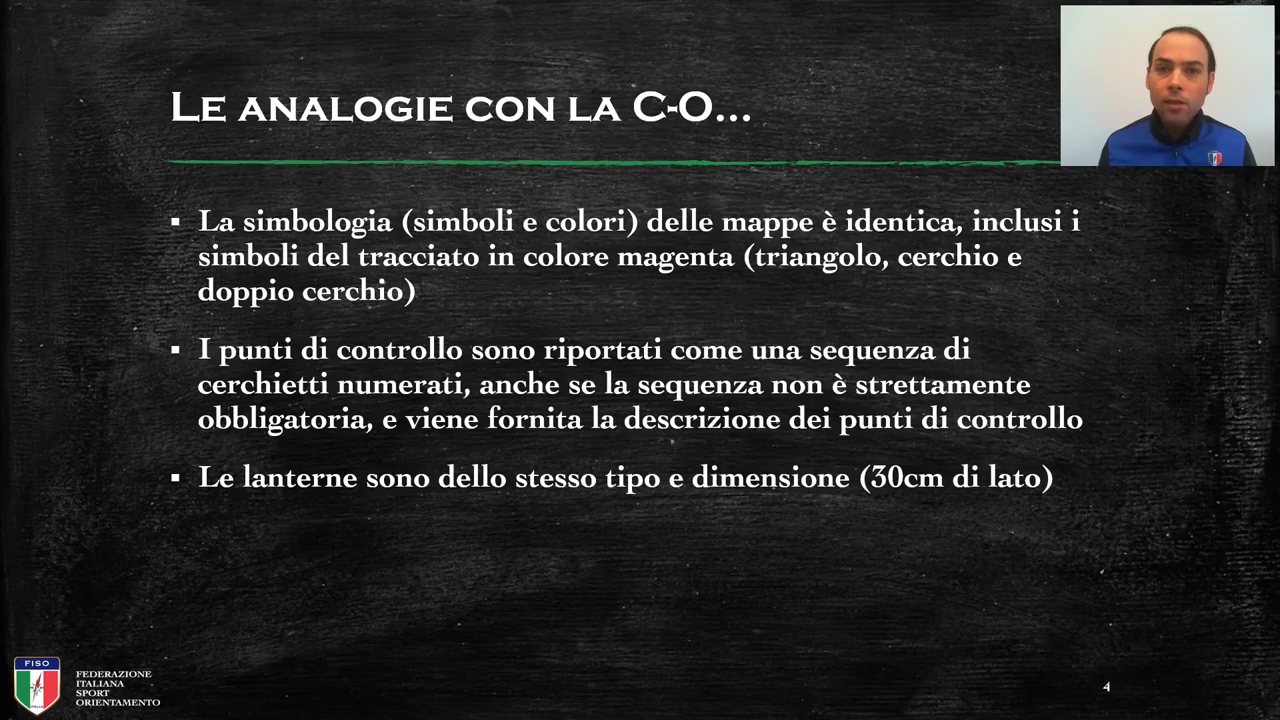 LE ANALOGIE CON LA C-O...
▪ La simbologia (simboli e colori) delle mappe è identica, inclusi i
simboli del tracciato in colore magenta (triangolo, cerchio e
doppio cerchio)
▪ I punti di controllo sono riportati come una sequenza di
cerchietti numerati, anche se la sequenza non è strettamente
obbligatoria, e viene fornita la descrizione dei punti di controllo
▪ Le lanterne sono dello stesso tipo e dimensione (30cm di lato)
FISO
ITALIA
FEDERAZIONE
ITALIANA
SPORT
ORIENTAMENTO
4